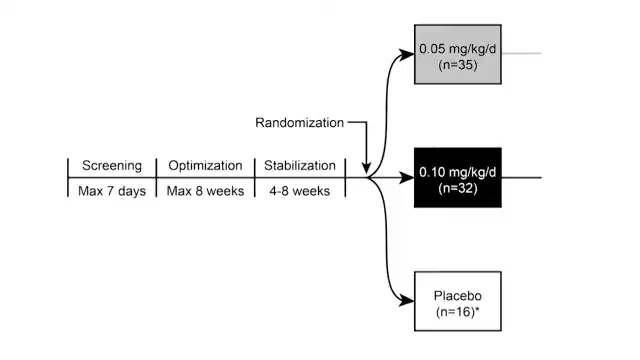 0.05 mg/kg/d
(n=35)
Randomization
Screening
Optimization
Stabilization
Max 7 days
Max 8 weeks
4-8 weeks
0.10 mg/kg/d
(n=32)
Placebo
(n=16)*